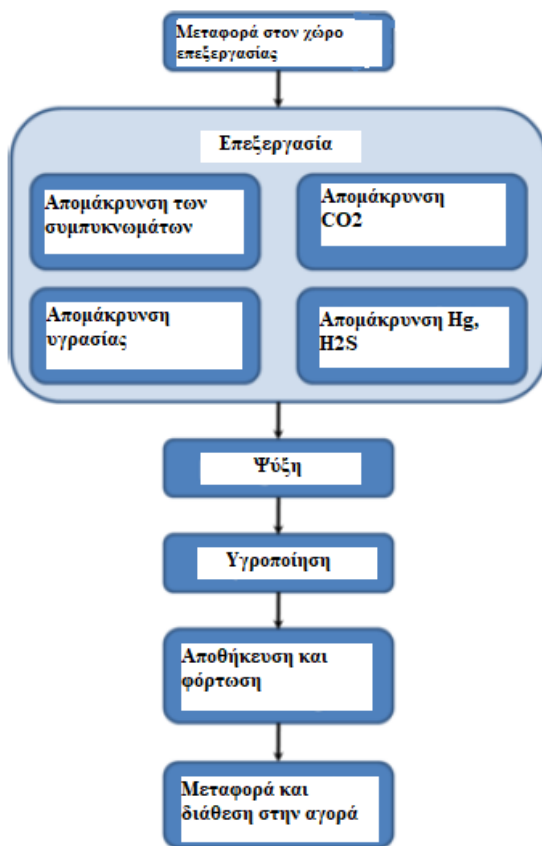 Μεταφορά στον χώρο
επεξεργασίας
Επεξεργασία
Απομάκρυνση των
συμπυκνωμάτων
Απομάκρυνση
CO2
Απομάκρυνση
υγρασίας
Απομάκρυνση Hg,
H2S
Ψύξη
Υγροποίηση
Αποθήκευση και
φόρτωση
Μεταφορά και
διάθεση στην αγορά